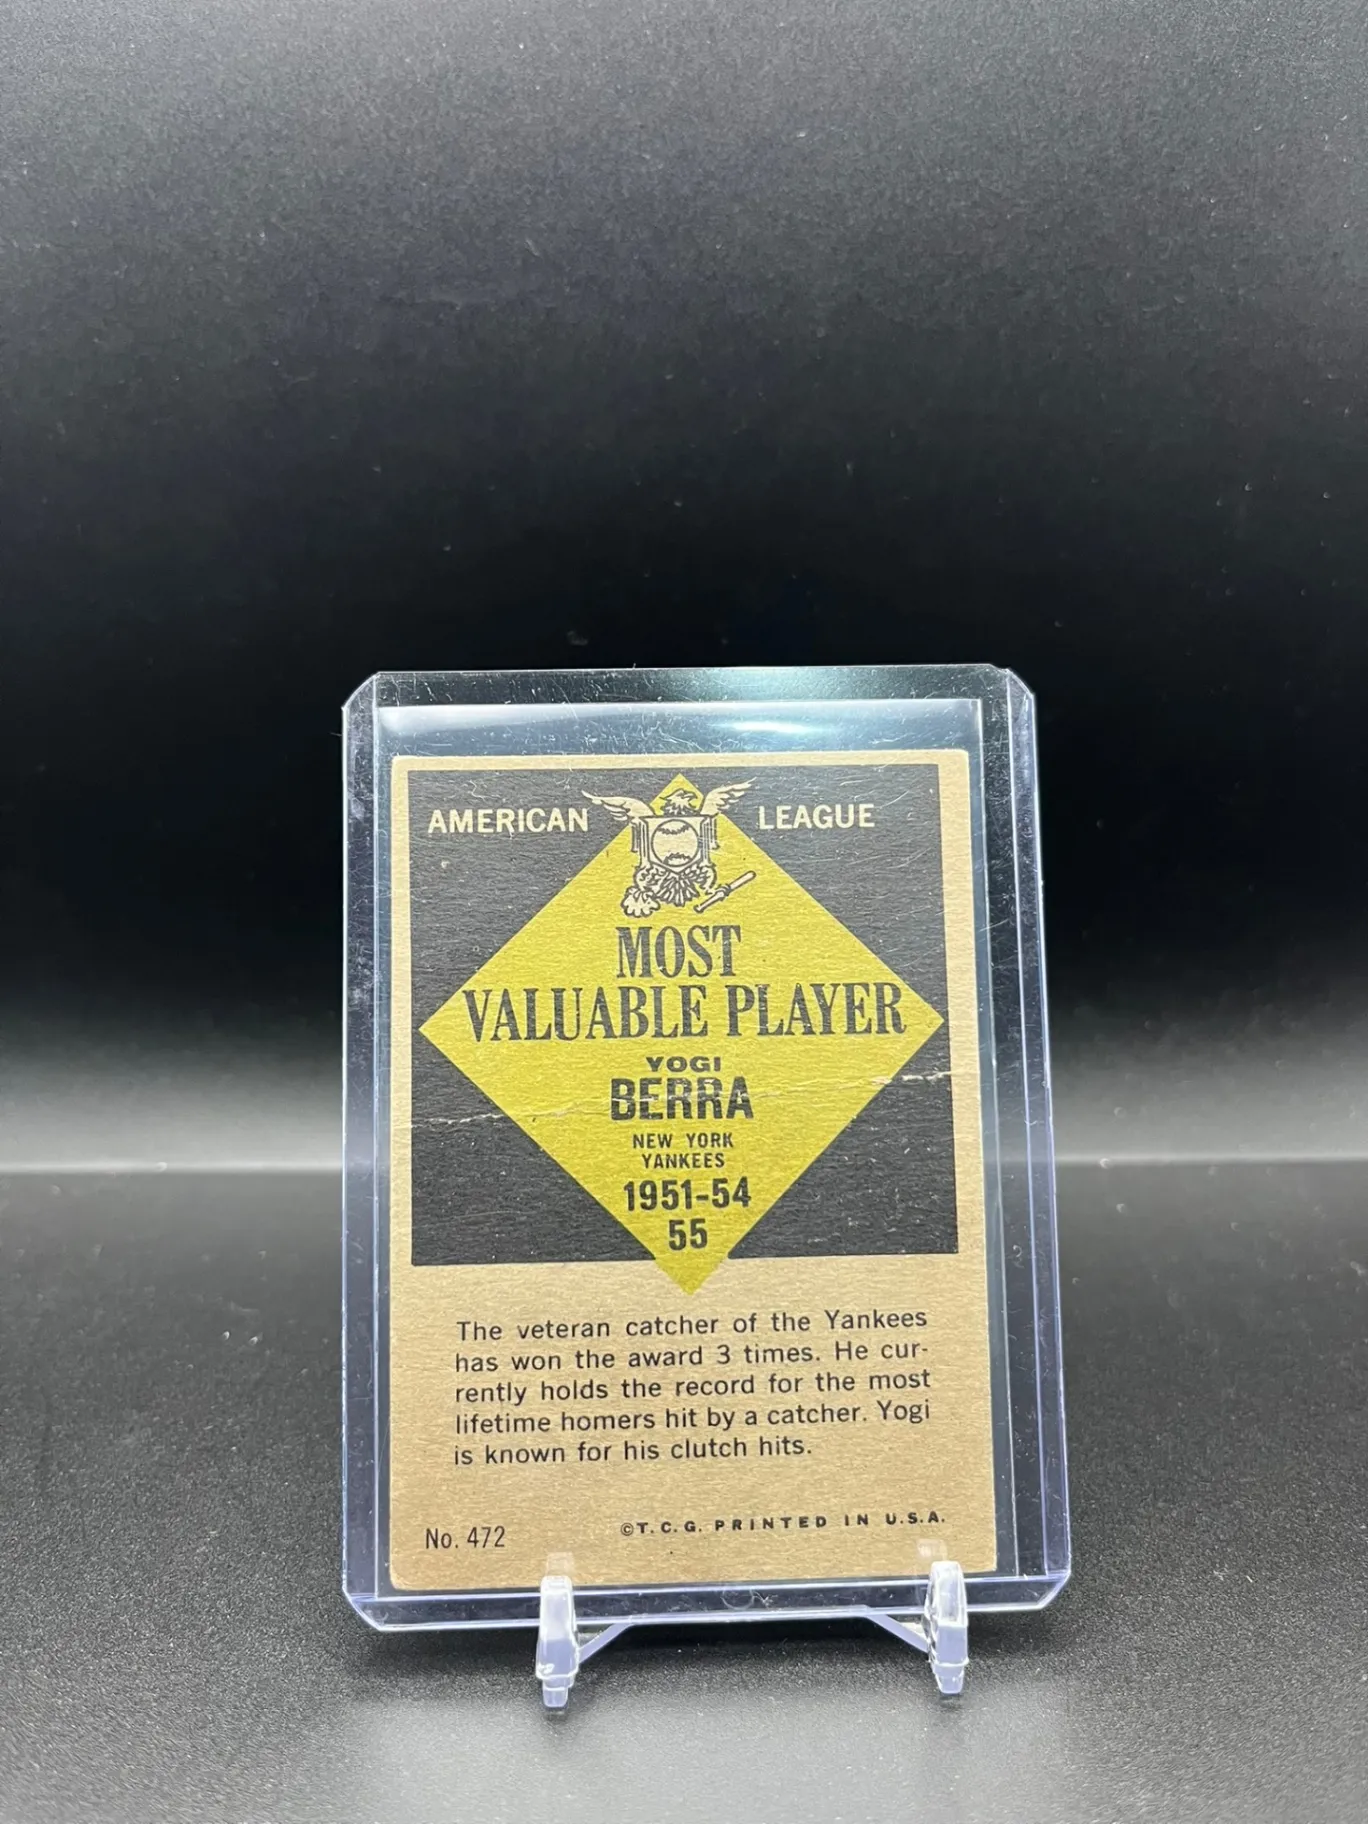 AMERICAN LEAGUE
MOST
VALUABLE PLAYER
YOGI
BERRA
NEW YORK
YANKEES
1951-54
55
The veteran catcher of the Yankees
has won the award 3 times. He cur-
rently holds the record for the most
lifetime homers hit by a catcher. Yogi
is known for his clutch hits.
No. 472 ©T.C.G. PRINTED IN U.S.A.